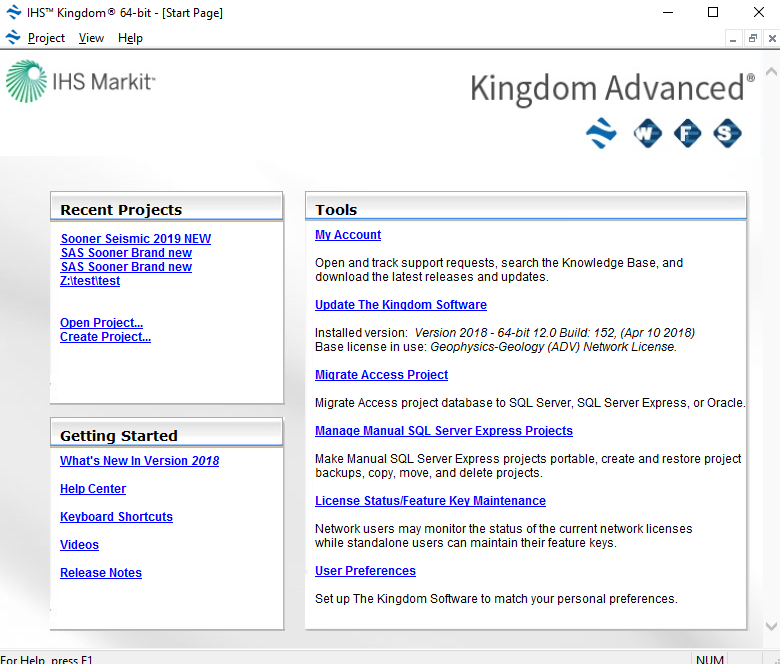 IHS™ Kingdom® 64-bit - [Start Page]
Project View Help
IHS Markit™
Kingdom Advanced®
W F S
Recent Projects
Sooner Seismic 2019 NEW
SAS Sooner Brand new
SAS Sooner Brand new
Z:\test\test
Open Project...
Create Project...
Getting Started
What's New In Version 2018
Help Center
Keyboard Shortcuts
Videos
Release Notes
Tools
My Account
Open and track support requests, search the Knowledge Base, and
download the latest releases and updates.
Update The Kingdom Software
Installed version: Version 2018 - 64-bit 12.0 Build: 152, (Apr 10 2018)
Base license in use: Geophysics-Geology (ADV) Network License.
Migrate Access Project
Migrate Access project database to SQL Server, SQL Server Express, or Oracle.
Manage Manual SQL Server Express Projects
Make Manual SQL Server Express projects portable, create and restore project
backups, copy, move, and delete projects.
License Status/Feature Key Maintenance
Network users may monitor the status of the current network licenses
while standalone users can maintain their feature keys.
User Preferences
Set up The Kingdom Software to match your personal preferences.
For Help, press F1
NUM